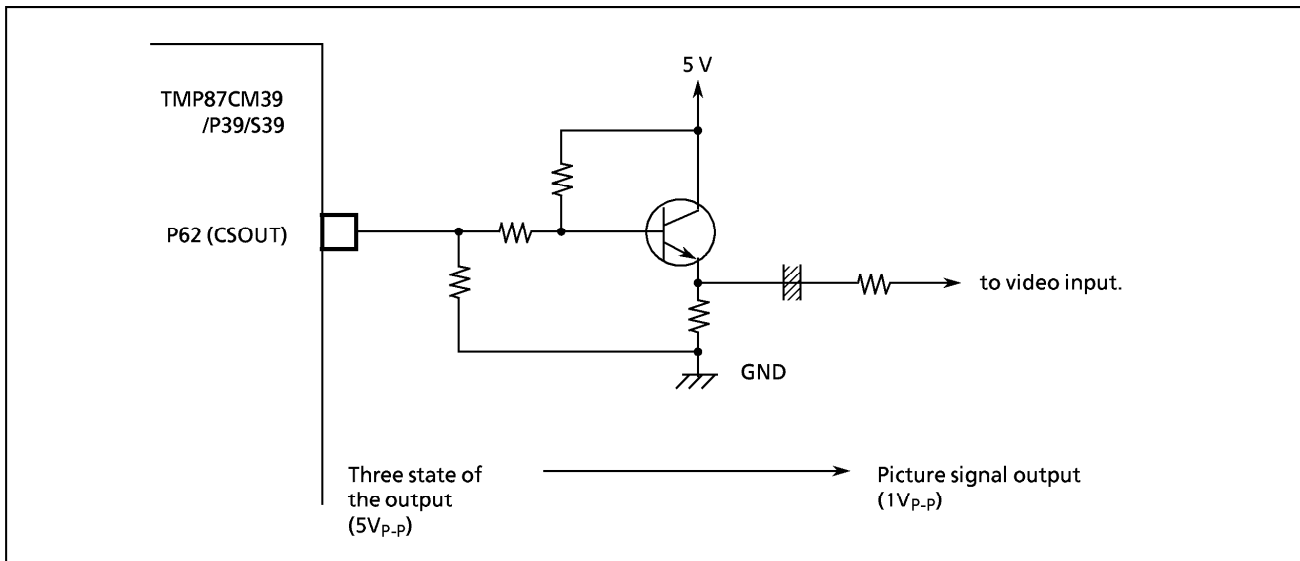 5 V
TMP87CM39
/P39/S39
P62 (CSOUT)
to video input.
GND
Three state of
the output
(5VP-P)
Picture signal output
(1VP-P)